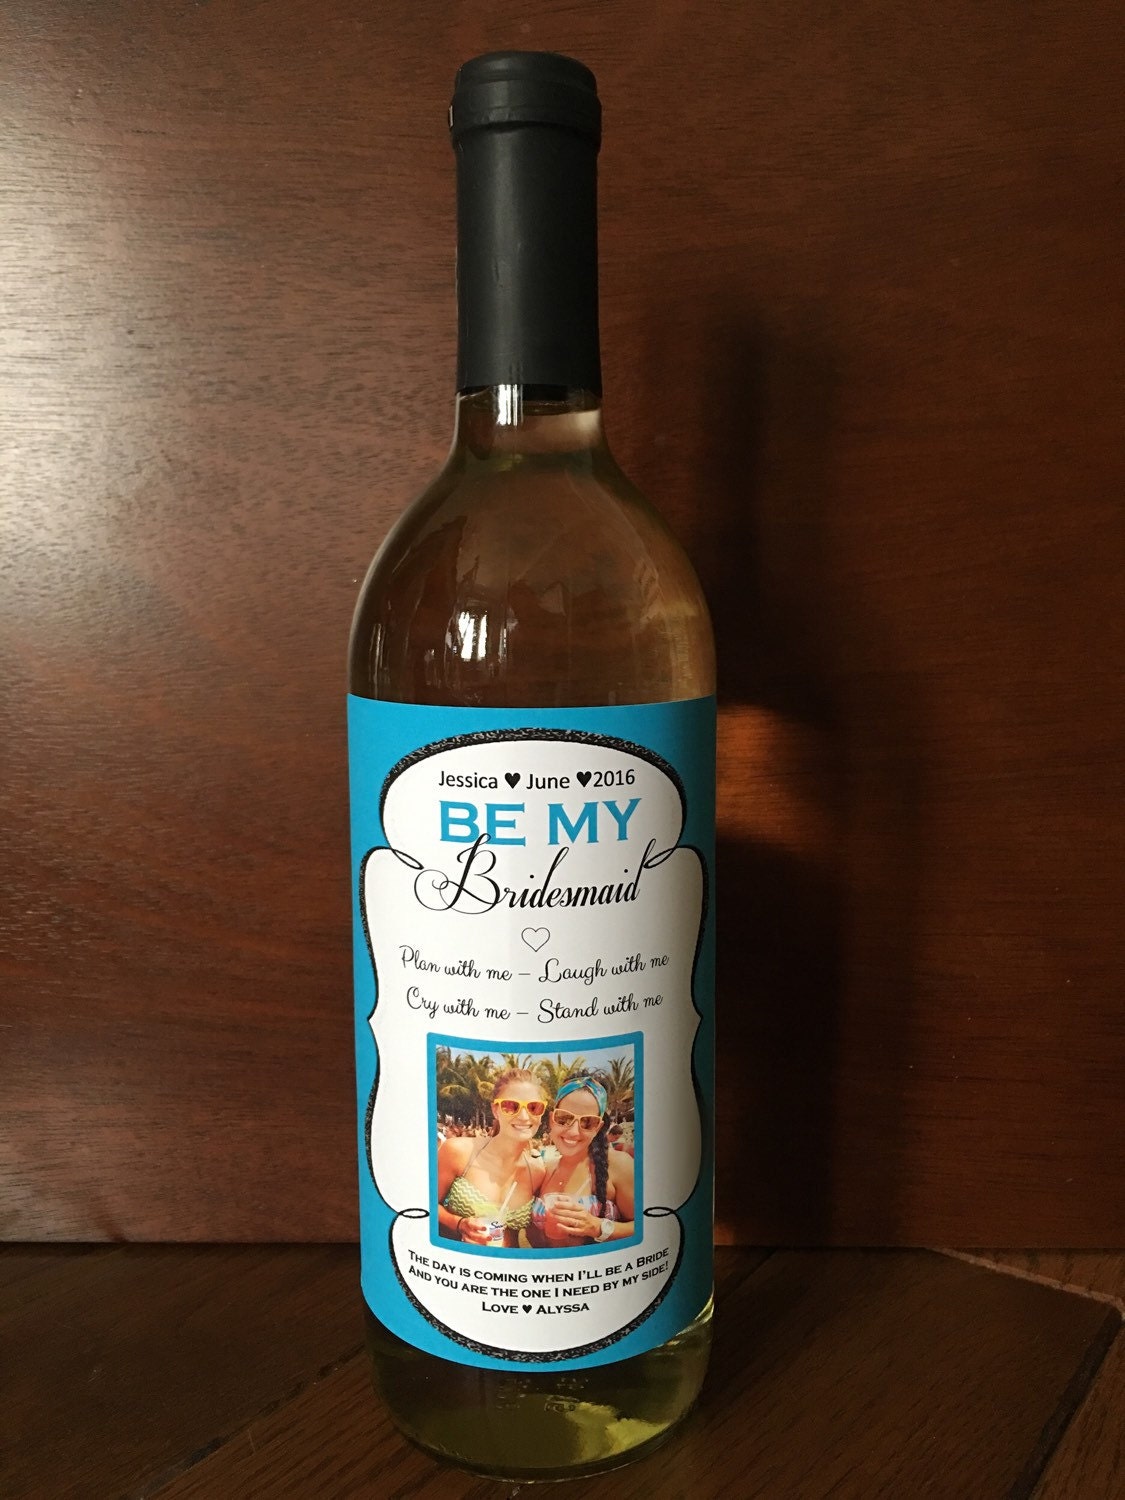 Jessica ♥ June ♥2016
BE MY
Bridesmaid
♡
Plan with me – Laugh with me
Cry with me – Stand with me
THE DAY IS COMING WHEN I'LL BE A BRIDE
AND YOU ARE THE ONE I NEED BY MY SIDE!
LOVE ♥ ALYSSA